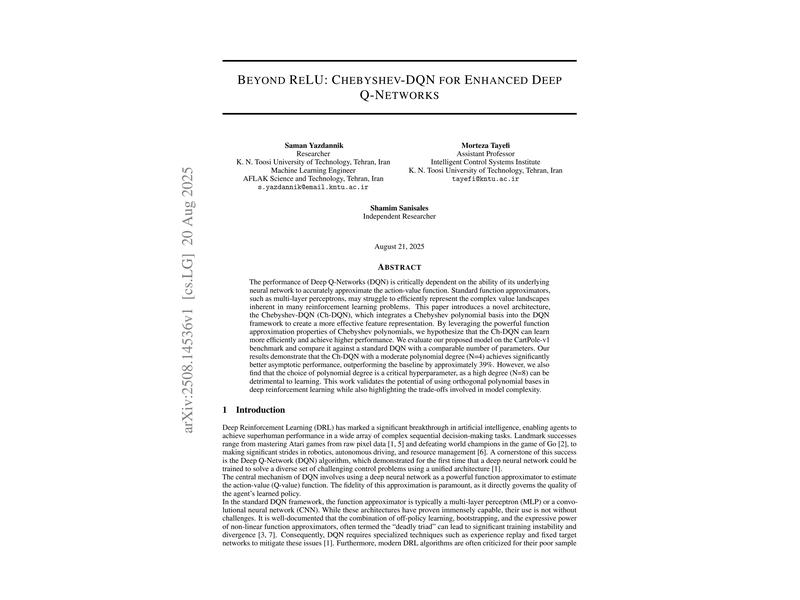 BEYOND RELU: CHEBYSHEV-DQN FOR ENHANCED DEEP
Q-NETWORKS
Saman Yazdannik
Researcher
K. N. Toosi University of Technology, Tehran, Iran
Machine Learning Engineer
AFLAK Science and Technology, Tehran, Iran
s.yazdannik@email.kntu.ac.ir
Morteza Tayefi
Assistant Professor
Intelligent Control Systems Institute
K. N. Toosi University of Technology, Tehran, Iran
tayefi@kntu.ac.ir
Shamim Sanisales
Independent Researcher
August 21, 2025
ABSTRACT
The performance of Deep Q-Networks (DQN) is critically dependent on the ability of its underlying
neural network to accurately approximate the action-value function. Standard function approximators,
such as multi-layer perceptrons, may struggle to efficiently represent the complex value landscapes
inherent in many reinforcement learning problems. This paper introduces a novel architecture,
the Chebyshev-DQN (Ch-DQN), which integrates a Chebyshev polynomial basis into the DQN
framework to create a more effective feature representation. By leveraging the powerful function
approximation properties of Chebyshev polynomials, we hypothesize that the Ch-DQN can learn
more efficiently and achieve higher performance. We evaluate our proposed model on the CartPole-v1
benchmark and compare it against a standard DQN with a comparable number of parameters. Our
results demonstrate that the Ch-DQN with a moderate polynomial degree (N=4) achieves significantly
better asymptotic performance, outperforming the baseline by approximately 39%. However, we also
find that the choice of polynomial degree is a critical hyperparameter, as a high degree (N=8) can be
detrimental to learning. This work validates the potential of using orthogonal polynomial bases in
deep reinforcement learning while also highlighting the trade-offs involved in model complexity.
1 Introduction
Deep Reinforcement Learning (DRL) has marked a significant breakthrough in artificial intelligence, enabling agents to
achieve superhuman performance in a wide array of complex sequential decision-making tasks. Landmark successes
range from mastering Atari games from raw pixel data [1, 5] and defeating world champions in the game of Go [2], to
making significant strides in robotics, autonomous driving, and resource management [6]. A cornerstone of this success
is the Deep Q-Network (DQN) algorithm, which demonstrated for the first time that a deep neural network could be
trained to solve a diverse set of challenging control problems using a unified architecture [1].
The central mechanism of DQN involves using a deep neural network as a powerful function approximator to estimate
the action-value (Q-value) function. The fidelity of this approximation is paramount, as it directly governs the quality of
the agent's learned policy.
In the standard DQN framework, the function approximator is typically a multi-layer perceptron (MLP) or a convo-
lutional neural network (CNN). While these architectures have proven immensely capable, their use is not without
challenges. It is well-documented that the combination of off-policy learning, bootstrapping, and the expressive power
of non-linear function approximators, often termed the "deadly triad" can lead to significant training instability and
divergence [3, 7]. Consequently, DQN requires specialized techniques such as experience replay and fixed target
networks to mitigate these issues [1]. Furthermore, modern DRL algorithms are often criticized for their poor sample
arXiv:2508.14536v1 [cs.LG] 20 Aug 2025